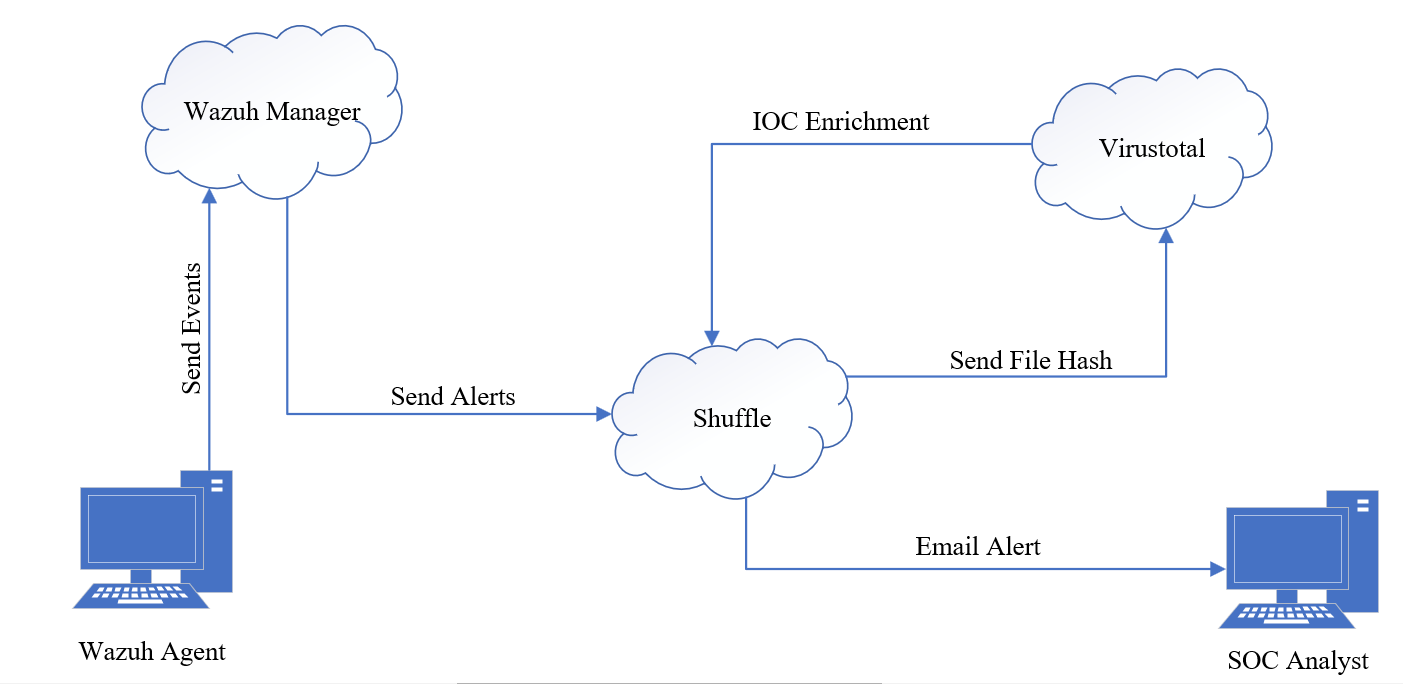 Wazuh Manager
IOC Enrichment
Virustotal
Send Events
Send Alerts
Shuffle
Send File Hash
Email Alert
Wazuh Agent
SOC Analyst